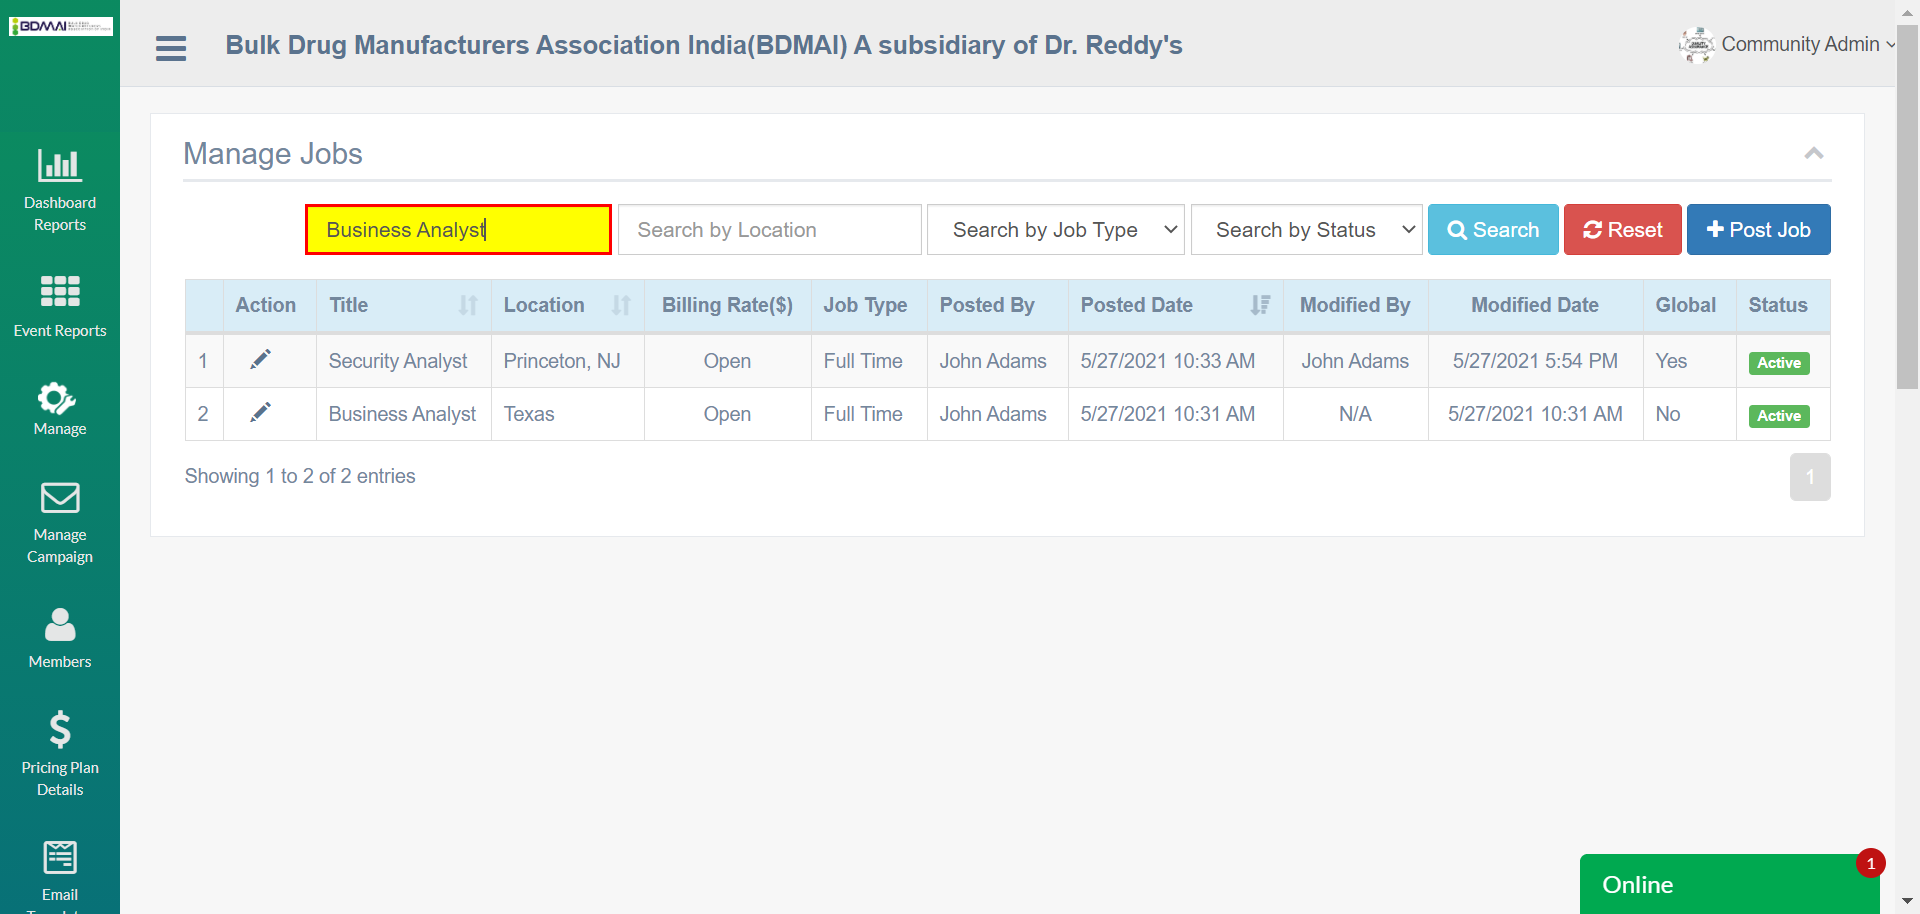 BDMAI
Bulk Drug Manufacturers Association India(BDMAI) A subsidiary of Dr. Reddy's
Community Admin
Dashboard
Reports
Event Reports
Manage
Manage
Campaign
Members
Pricing Plan
Details
Email
Manage Jobs
Business Analyst
Search by Location
Search by Job Type
Search by Status
Search
Reset
Post Job
Action Title Location Billing Rate($) Job Type Posted By Posted Date Modified By Modified Date Global Status
1 Security Analyst Princeton, NJ Open Full Time John Adams 5/27/2021 10:33 AM John Adams 5/27/2021 5:54 PM Yes Active
2 Business Analyst Texas Open Full Time John Adams 5/27/2021 10:31 AM N/A 5/27/2021 10:31 AM No Active
Showing 1 to 2 of 2 entries
1
Online
1